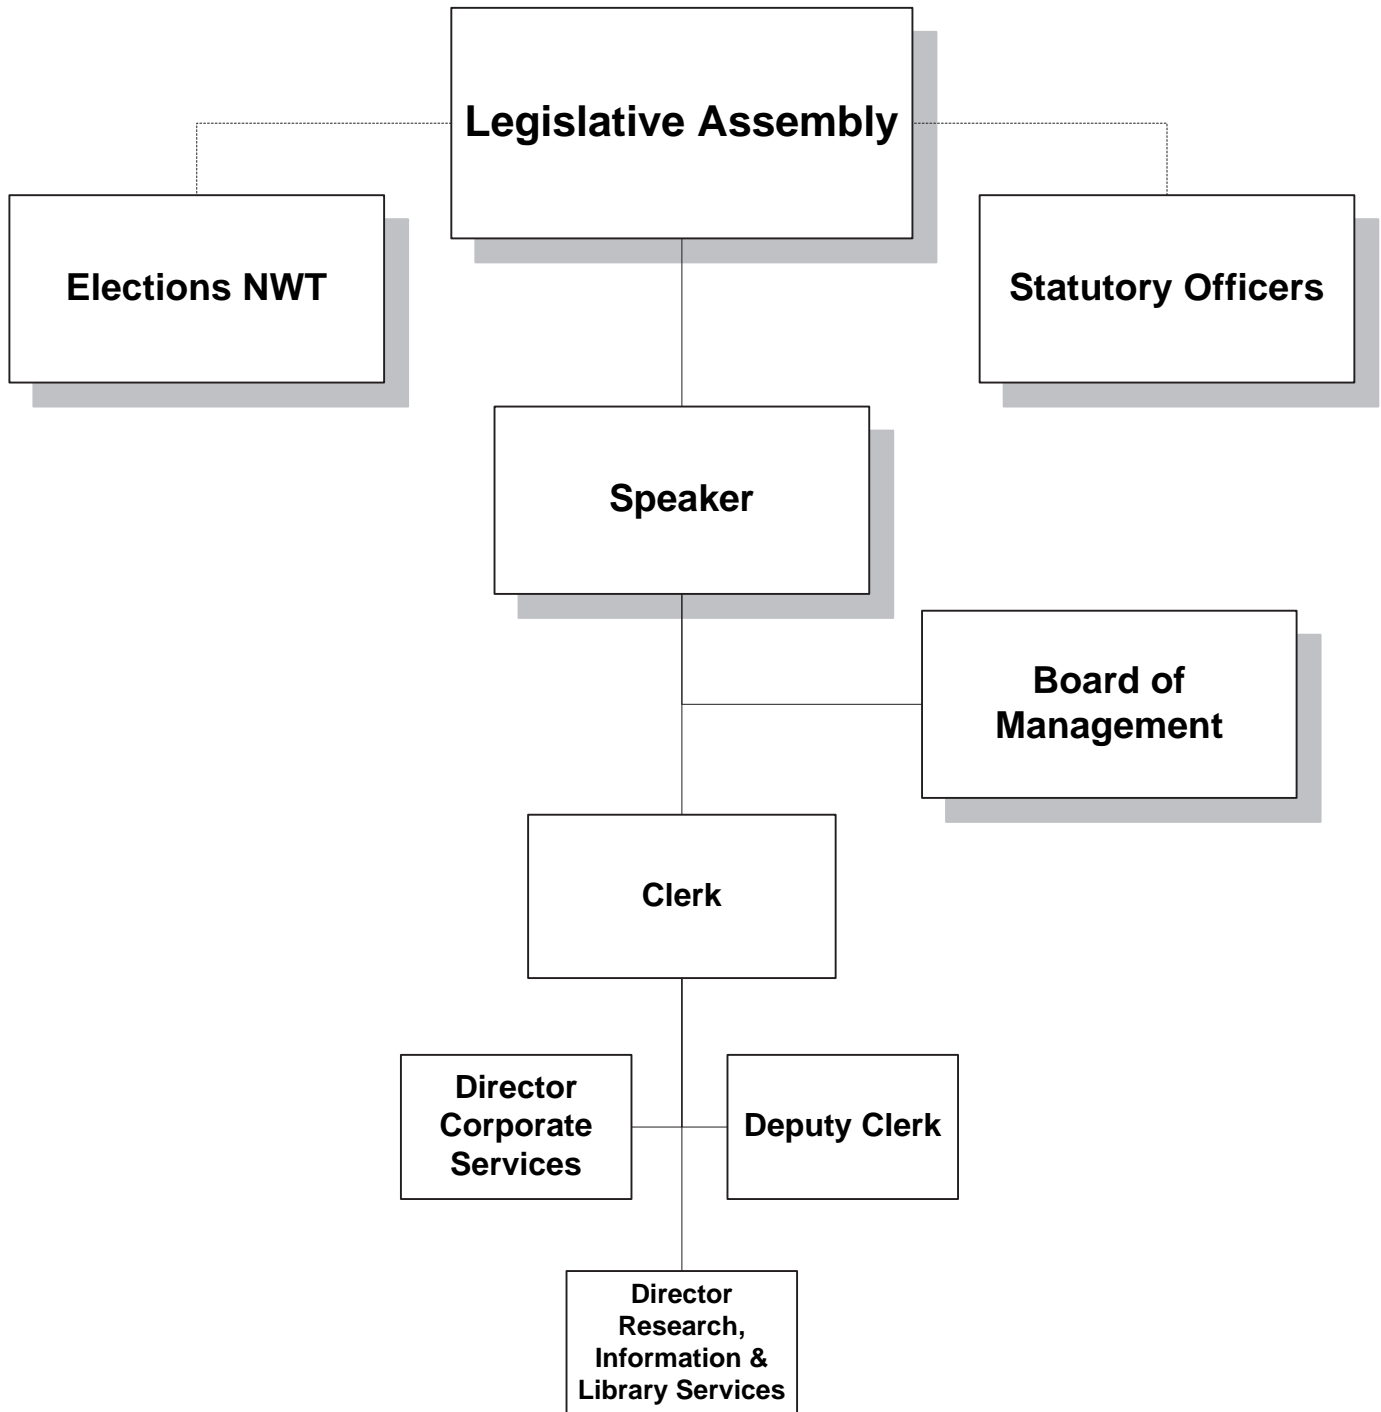 Legislative Assembly
Elections NWT
Statutory Officers
Speaker
Board of
Management
Clerk
Director
Corporate
Services
Deputy Clerk
Director
Research,
Information &
Library Services